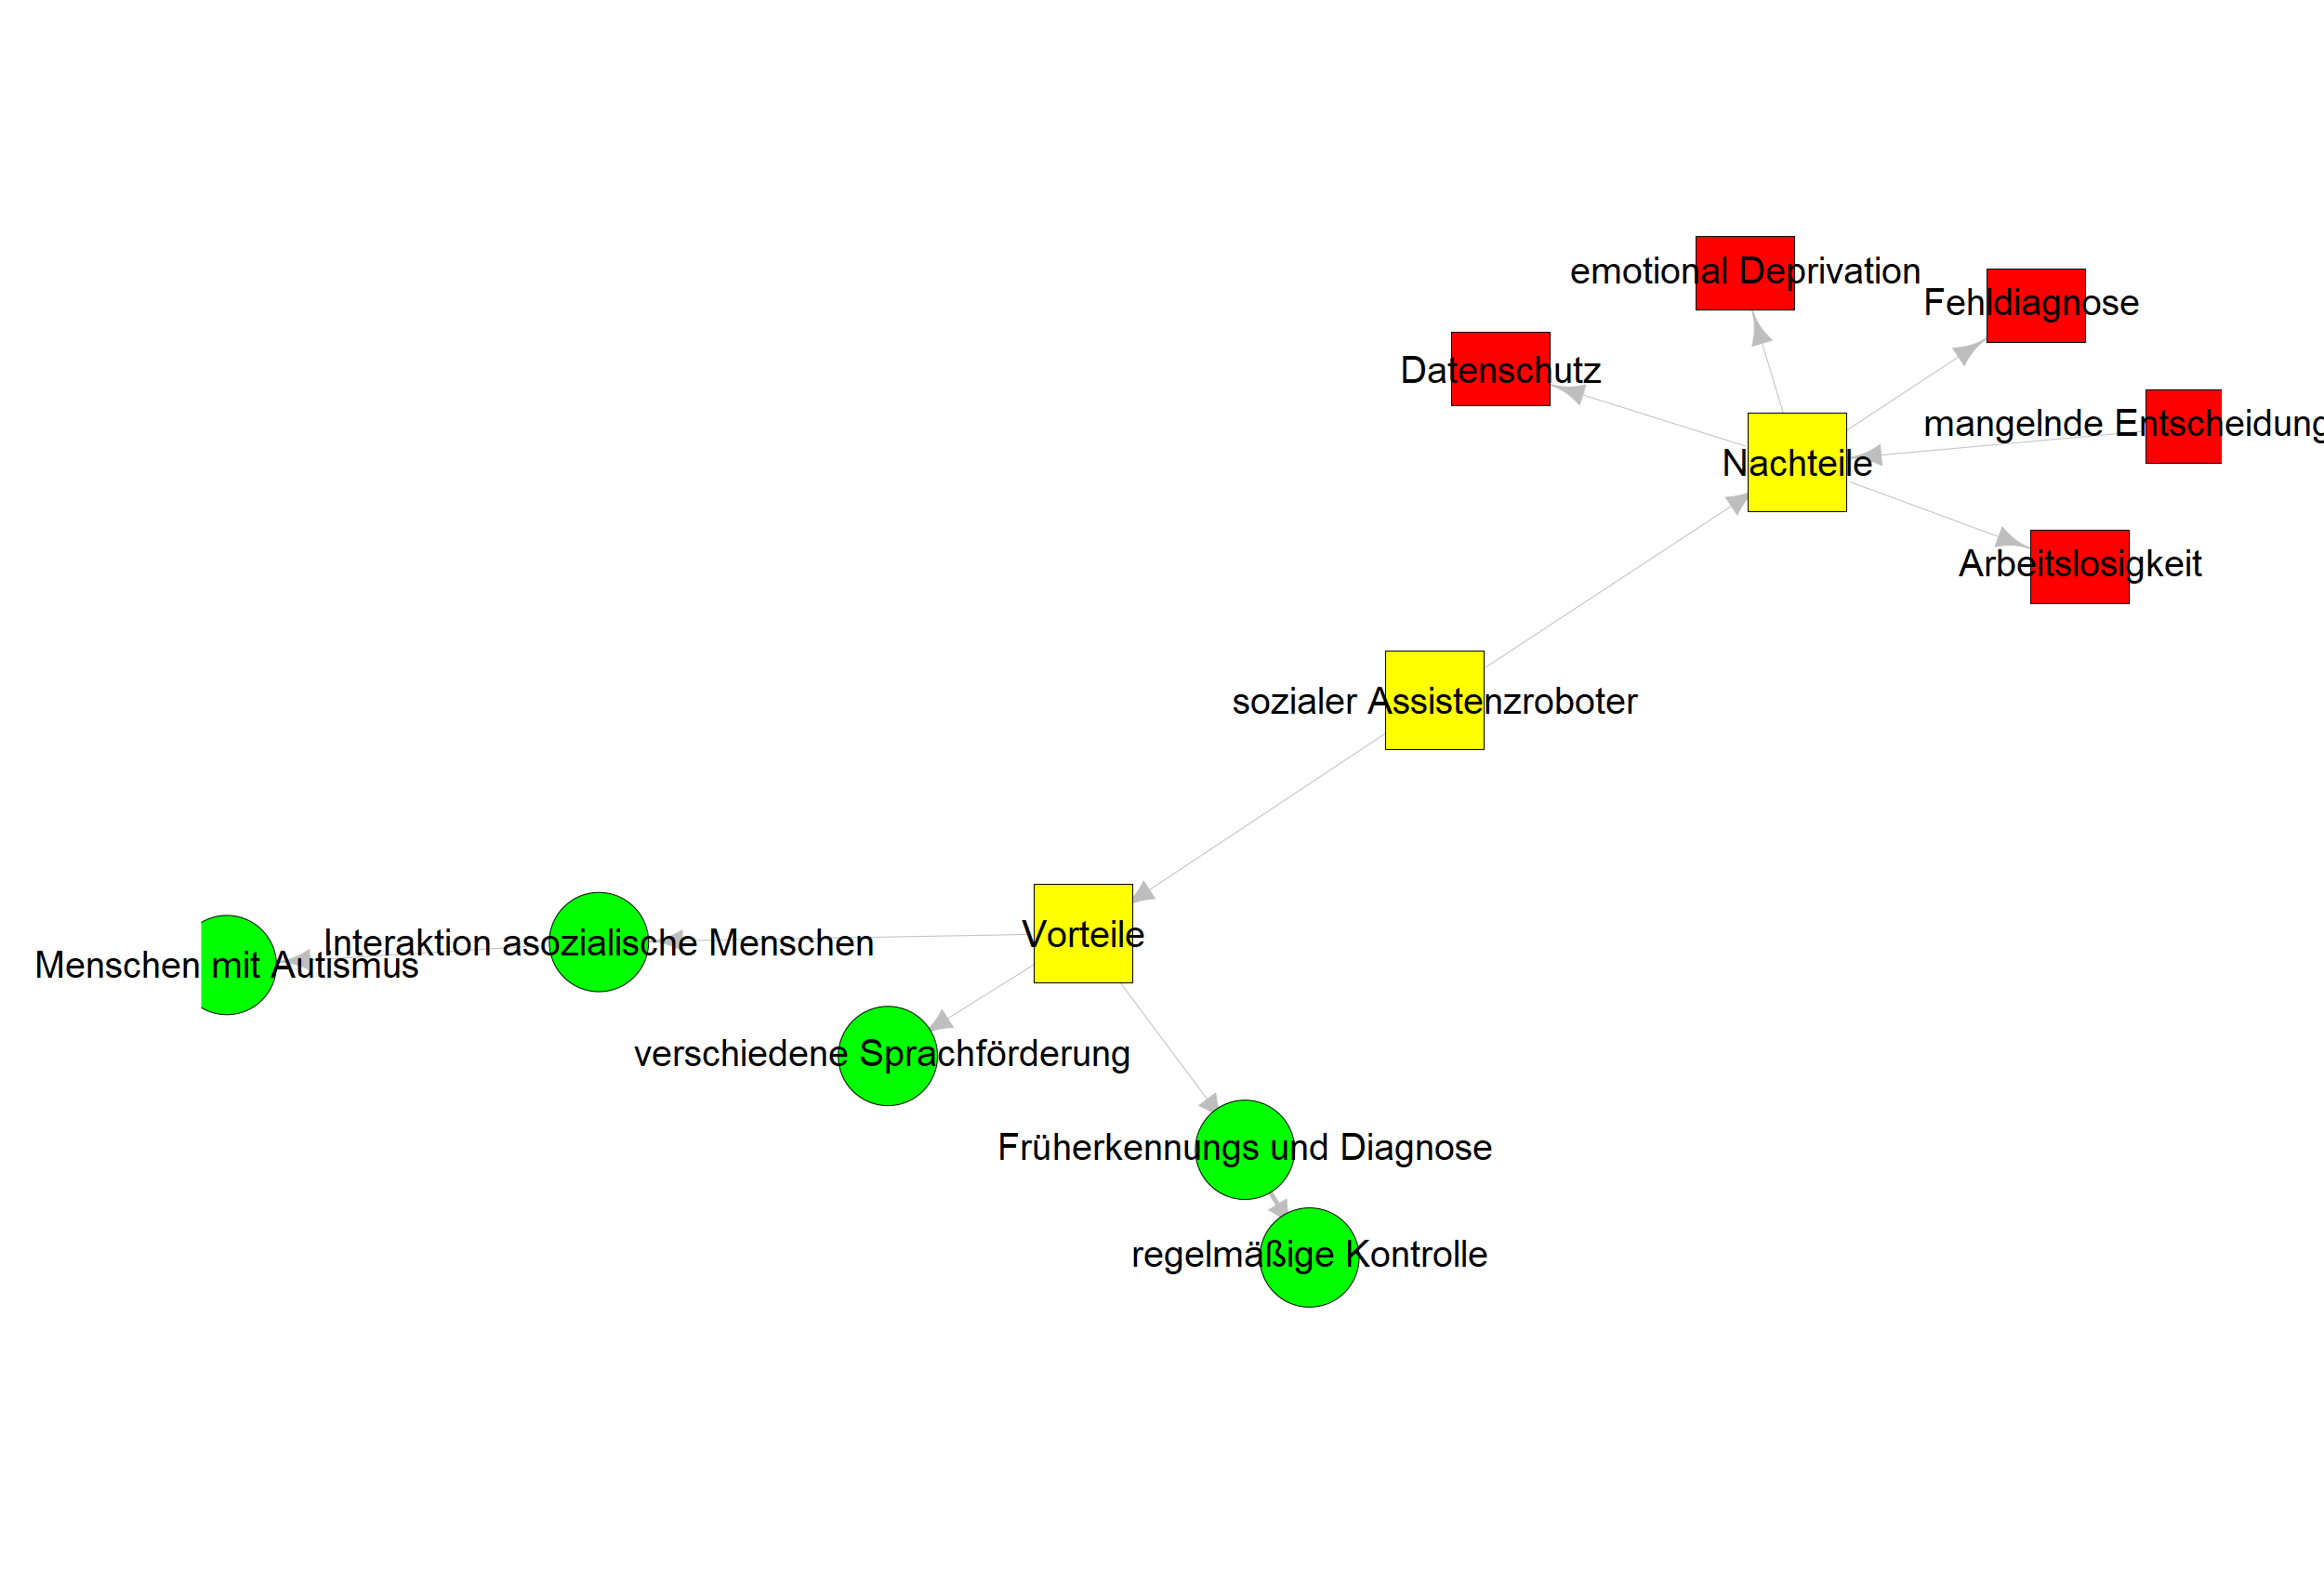 emotional Deprivation
Fehldiagnose
Datenschutz
mangelnde Entscheidung
Nachteile
Arbeitslosigkeit
sozialer Assistenzroboter
Vorteile
Interaktion asozialische Menschen
Menschen mit Autismus
verschiedene Sprachförderung
Früherkennungs und Diagnose
regelmäßige Kontrolle